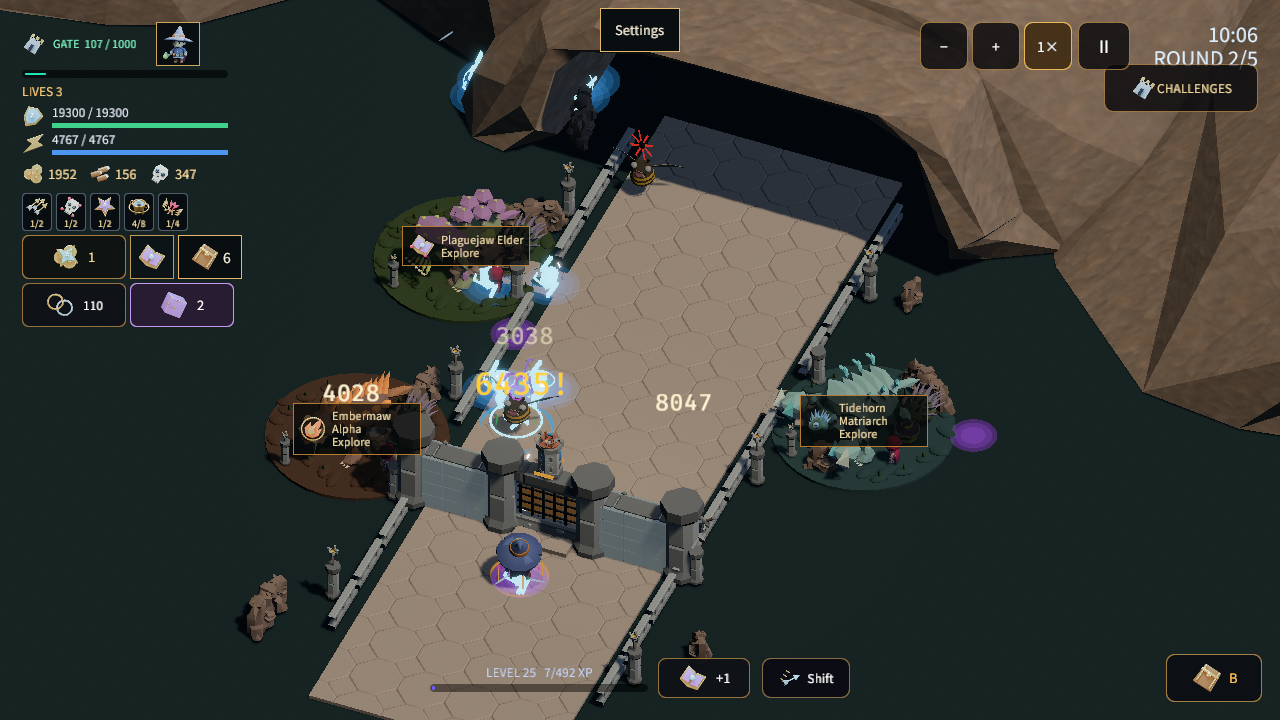 Settings
GATE 107 / 1000
LIVES 3
19300 / 19300
4767 / 4767
1952
156
347
1/2
1/2
1/2
4/8
1/4
1
6
110
2
−
+
1×
10:06
ROUND 2/5
CHALLENGES
Plaguejaw Elder
Explore
3038
6435!
4028
8047
Embermaw
Alpha
Explore
Tidehorn
Matriarch
Explore
LEVEL 25 7/492 XP
+1
Shift
B